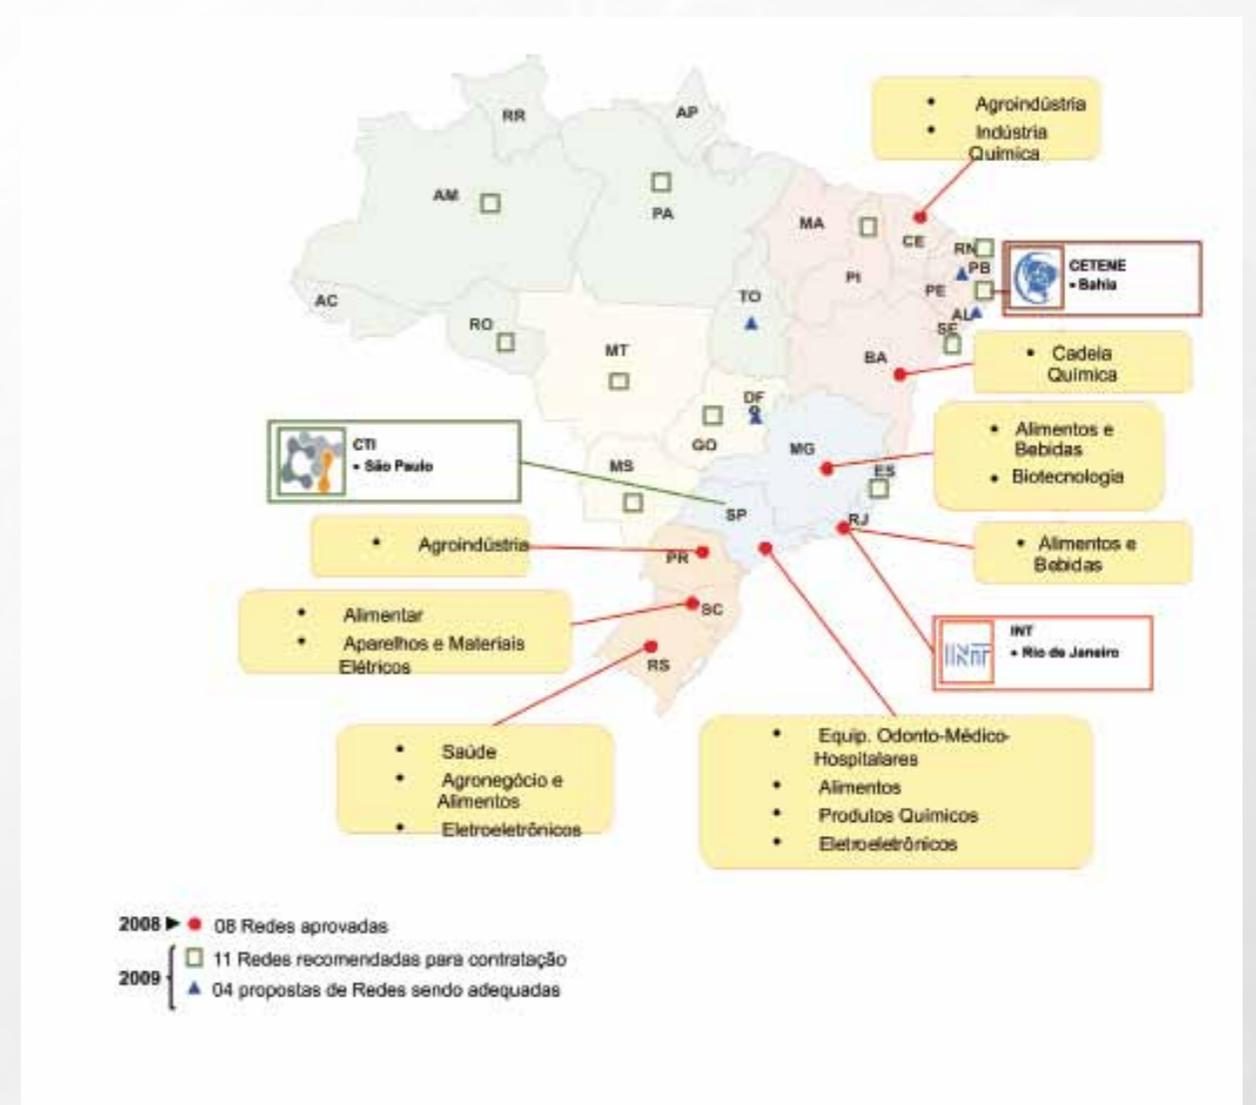 RR
AP
• Agroindústria
• Indústria
Química
AM
PA
MA
CE
RN
PB
PI
PE
CETENE
• Bahia
AC
TO
AL
RO
SE
MT
BA
• Cadeia
Química
DF
CTI
• São Paulo
GO
MG
• Alimentos e
Bebidas
• Biotecnologia
MS
ES
SP
RJ
• Agroindústria
PR
• Alimentos e
Bebidas
• Alimentar
• Aparelhos e Materiais
Elétricos
SC
INT
• Rio de Janeiro
RS
• Saúde
• Agronegócio e
Alimentos
• Eletroeletrônicos
• Equip. Odonto-Médico-
Hospitalares
• Alimentos
• Produtos Químicos
• Eletroeletrônicos
2008 ► 08 Redes aprovadas
11 Redes recomendadas para contratação
2009
04 propostas de Redes sendo adequadas